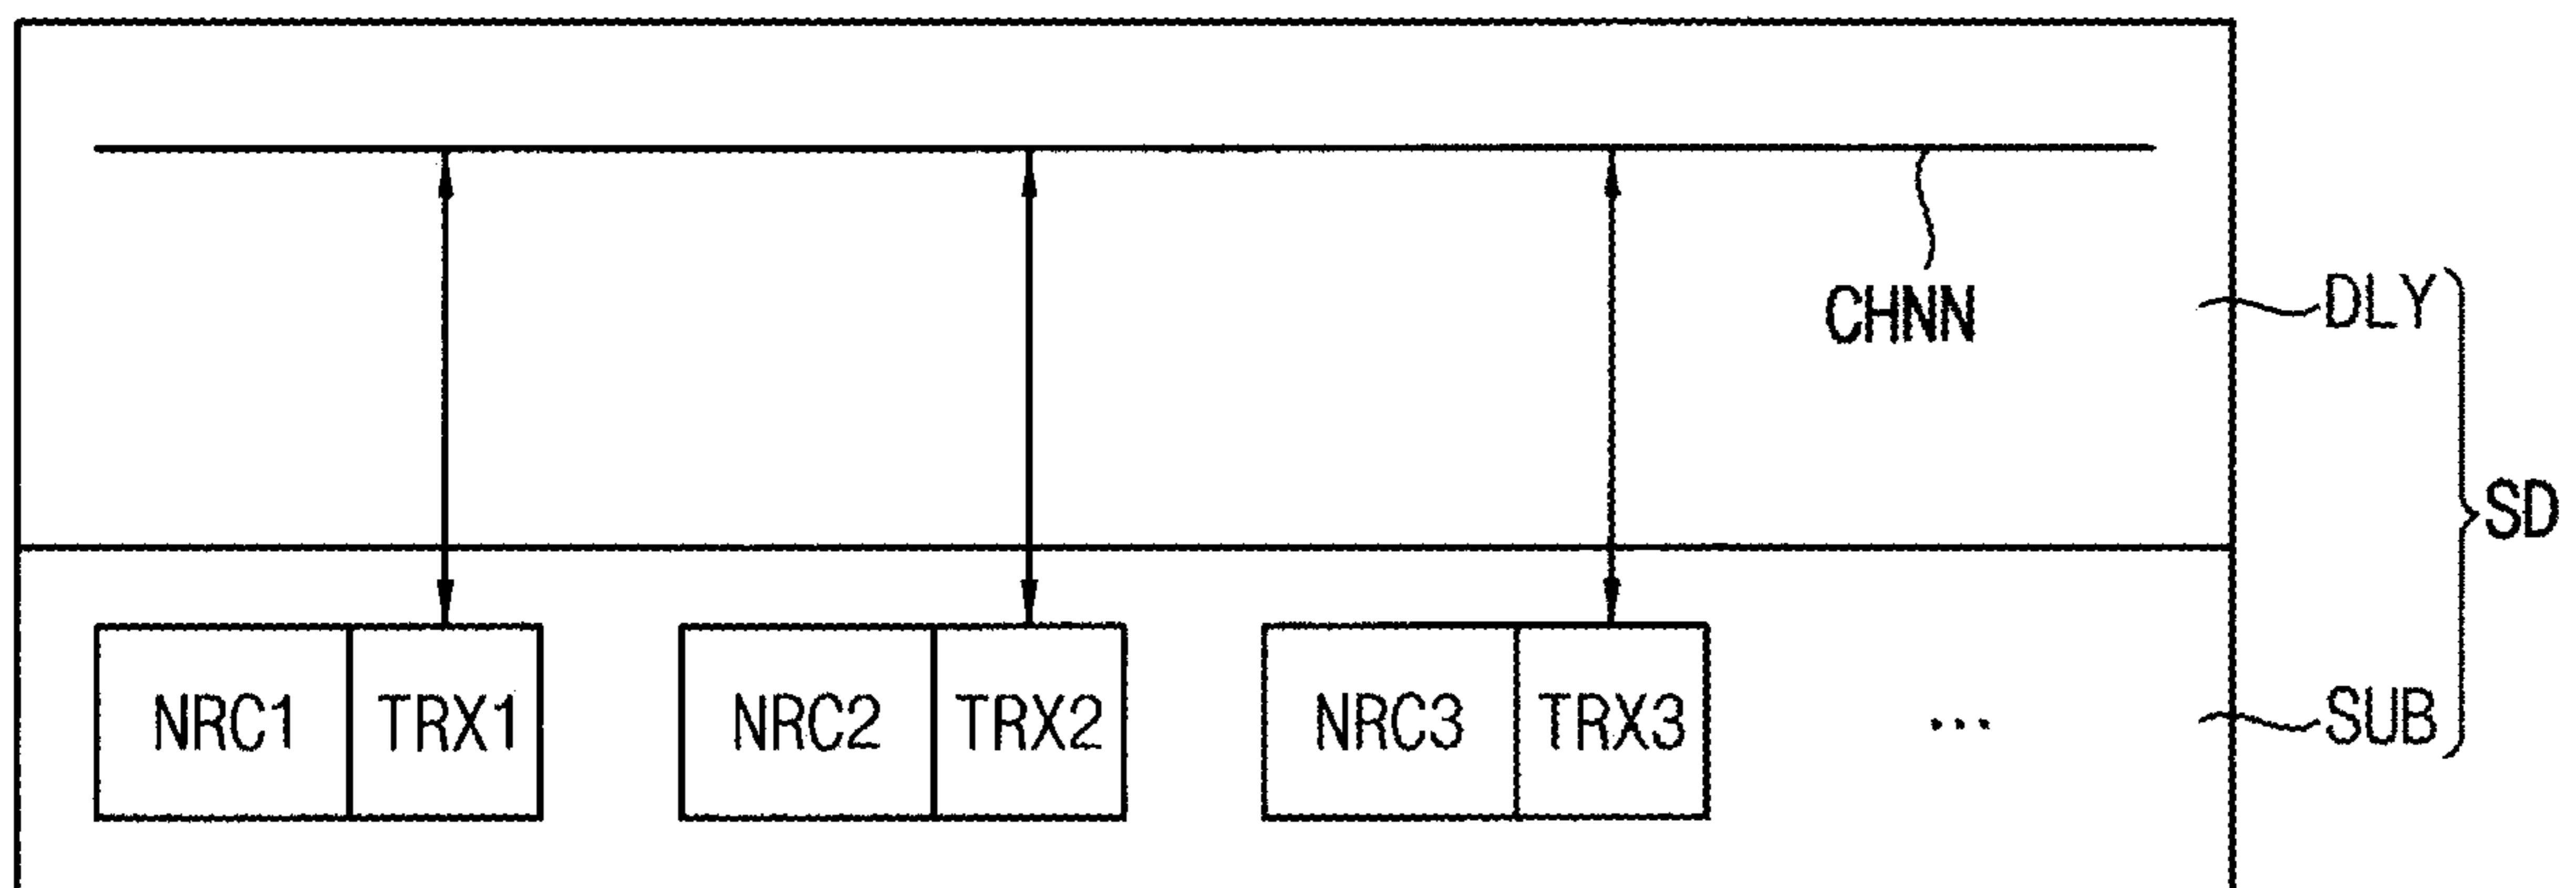 CHNN
DLY
SD
NRC1 TRX1 NRC2 TRX2 NRC3 TRX3 ... SUB